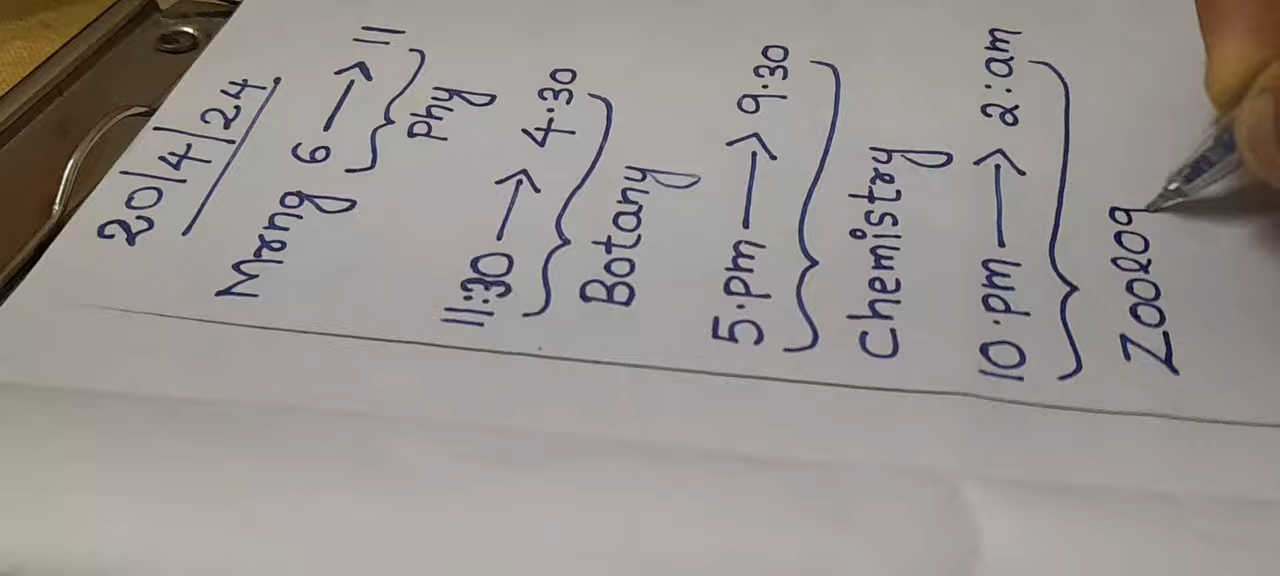 20/4/24
Mrng 6 → 11
Phy
11:30 → 4.30
Botany
5.pm → 9.30
Chemistry
10.pm → 2:am
Zoolog